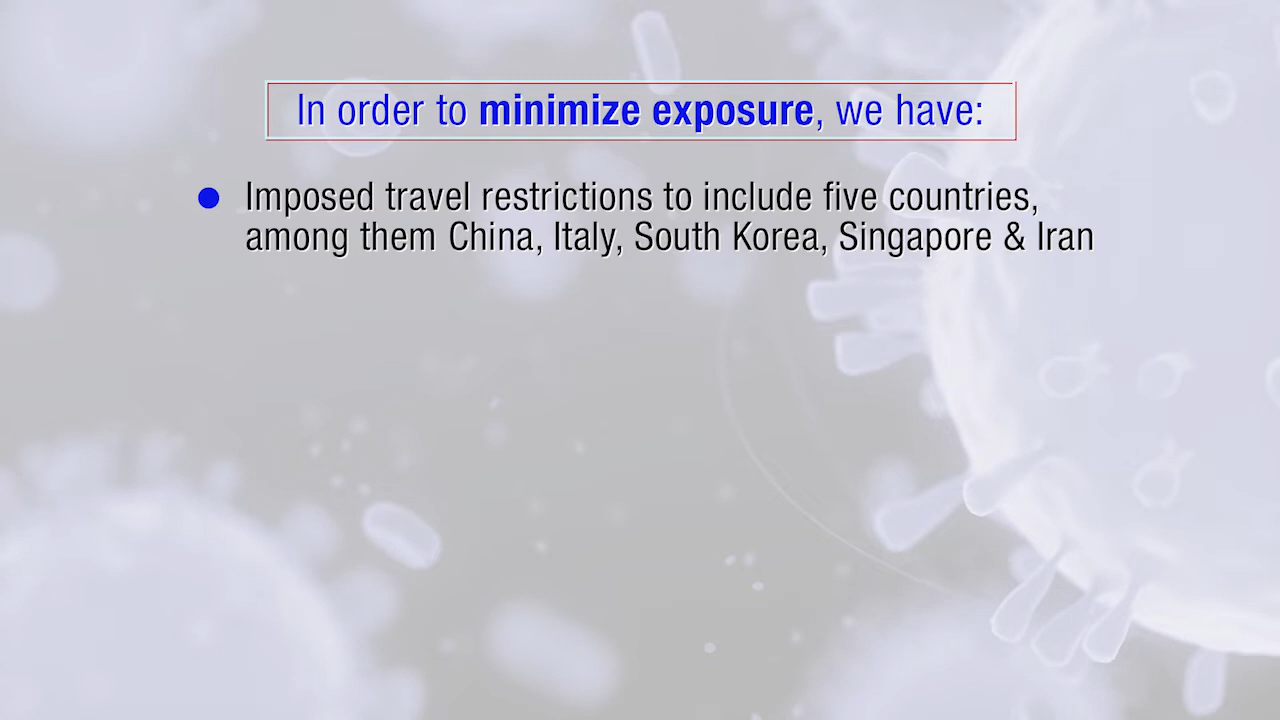 In order to minimize exposure, we have:
Imposed travel restrictions to include five countries,
among them China, Italy, South Korea, Singapore & Iran